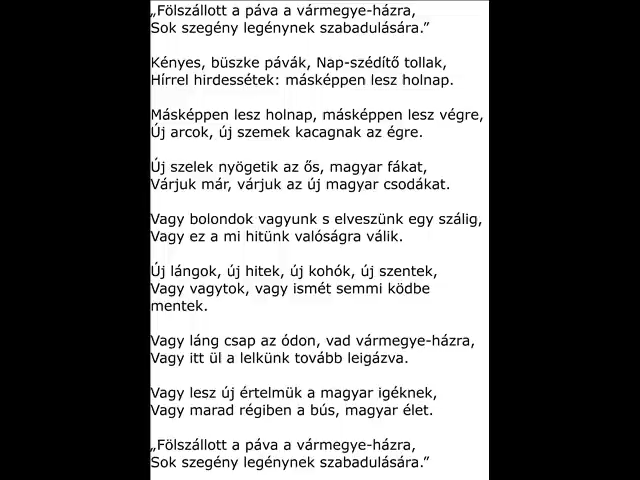 „Fölszállott a páva a vármegye-házra,
Sok szegény legénynek szabadulására.”
Kényes, büszke pávák, Nap-szédítő tollak,
Hírrel hirdessétek: másképpen lesz holnap.
Másképpen lesz holnap, másképpen lesz végre,
Új arcok, új szemek kacagnak az égre.
Új szelek nyögetik az ős, magyar fákat,
Várjuk már, várjuk az új magyar csodákat.
Vagy bolondok vagyunk s elveszünk egy szálig,
Vagy ez a mi hitünk valóságra válik.
Új lángok, új hitek, új kohók, új szentek,
Vagy vagytok, vagy ismét semmi ködbe
mentek.
Vagy láng csap az ódon, vad vármegye-házra,
Vagy itt ül a lelkünk tovább leigázva.
Vagy lesz új értelmük a magyar igéknek,
Vagy marad régiben a bús, magyar élet.
„Fölszállott a páva a vármegye-házra,
Sok szegény legénynek szabadulására.”